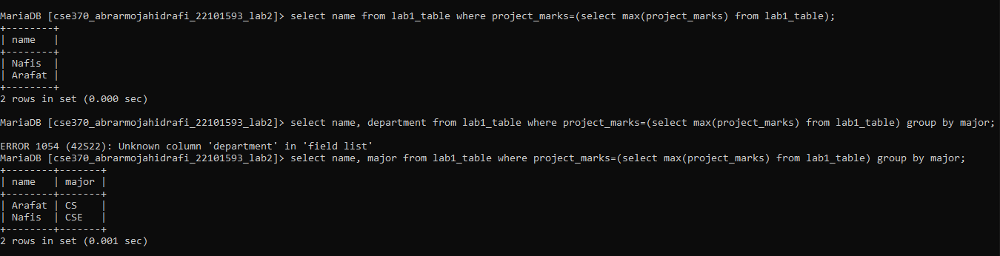 MariaDB [cse370_abrarmojahidrafi_22101593_lab2]> select name from lab1_table where project_marks=(select max(project_marks) from lab1_table);
+--------+
| name   |
+--------+
| Nafis  |
| Arafat |
+--------+
2 rows in set (0.000 sec)
MariaDB [cse370_abrarmojahidrafi_22101593_lab2]> select name, department from lab1_table where project_marks=(select max(project_marks) from lab1_table) group by major;
ERROR 1054 (42S22): Unknown column 'department' in 'field list'
MariaDB [cse370_abrarmojahidrafi_22101593_lab2]> select name, major from lab1_table where project_marks=(select max(project_marks) from lab1_table) group by major;
+--------+-------+
| name   | major |
+--------+-------+
| Arafat | CS    |
| Nafis  | CSE   |
+--------+-------+
2 rows in set (0.001 sec)